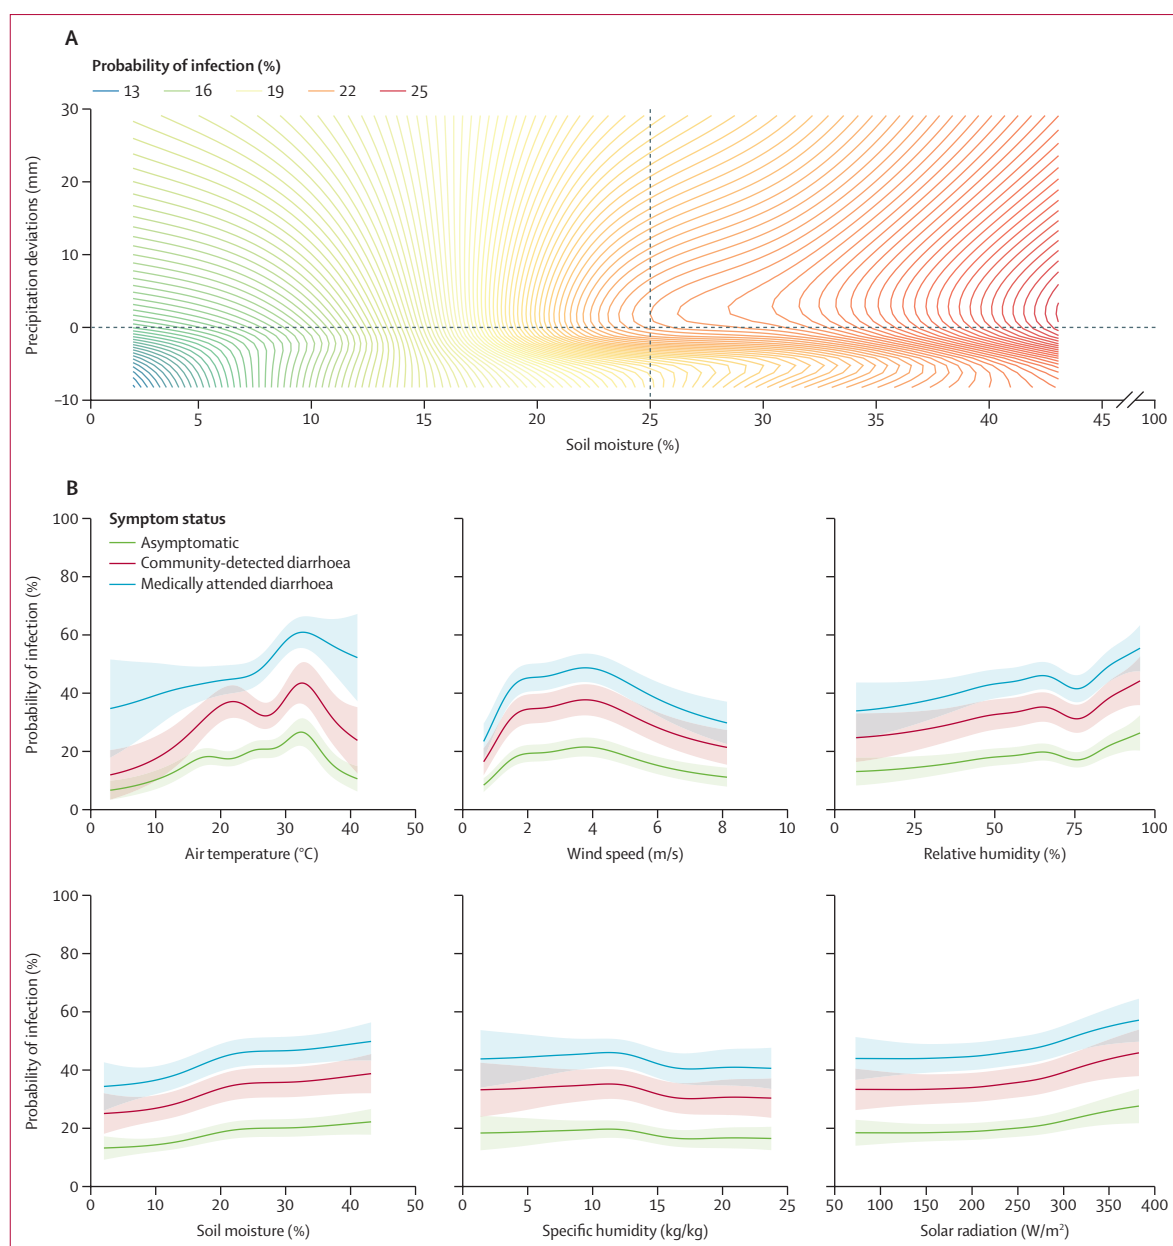 A
Probability of infection (%)
13 16 19 22 25
Precipitation deviations (mm)
30
20
10
0
–10
0 5 10 15 20 25 30 35 40 45 100
Soil moisture (%)
B
Symptom status
Asymptomatic
Community-detected diarrhoea
Medically attended diarrhoea
Probability of infection (%)
100
80
60
40
20
0
0 10 20 30 40 50
Air temperature (°C)
0 2 4 6 8 10
Wind speed (m/s)
0 25 50 75 100
Relative humidity (%)
Probability of infection (%)
100
80
60
40
20
0
0 10 20 30 40 50
Soil moisture (%)
0 5 10 15 20 25
Specific humidity (kg/kg)
50 100 150 200 250 300 350 400
Solar radiation (W/m²)